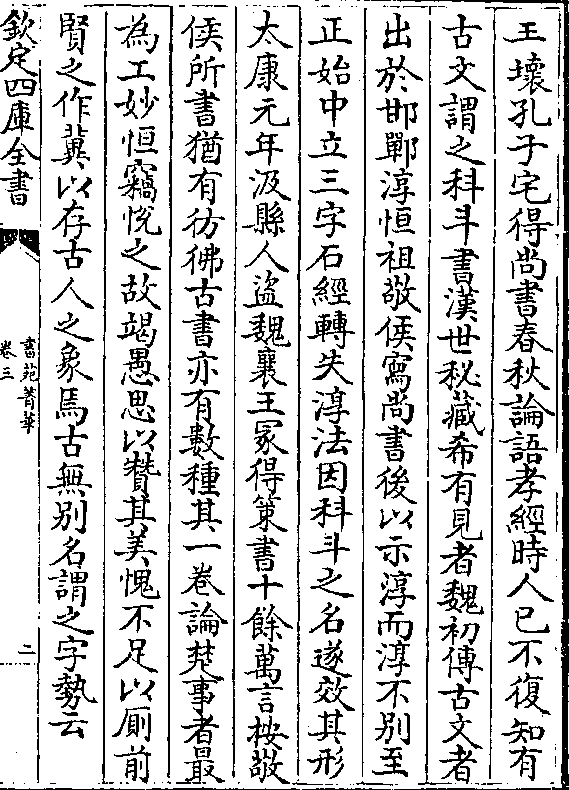 王壞孔子宅得尚書春秋論語孝經時人已不復知有
古文謂之科斗書漢世秘藏希有見者魏初傳古文者
出於邯鄲淳恒祖敬侯寫尚書後以示淳而淳不别至
正始中立三字石經轉失淳法因科斗之名遂效其形
太康元年汲縣人盜魏襄王冡得策書十餘萬言桉敬
侯所書猶有彷彿古書亦有數種其一卷論楚事者最
為工妙恒竊悦之故竭愚思以贊其美愧不足以厠前
賢之作冀以存古人之象焉古無别名謂之字勢云
欽定四庫全書
書苑菁華
卷三
二